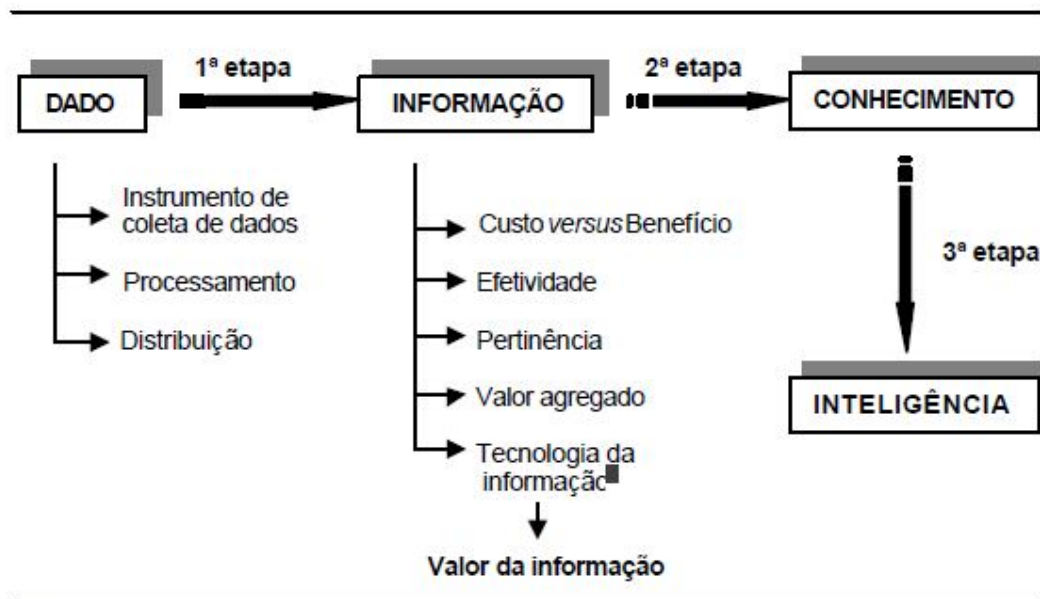 1ª etapa
2ª etapa
DADO
INFORMAÇÃO
CONHECIMENTO
Instrumento de
coleta de dados
Processamento
Distribuição
Custo versus Benefício
Efetividade
Pertinência
Valor agregado
Tecnologia da
informação
Valor da informação
3ª etapa
INTELIGÊNCIA